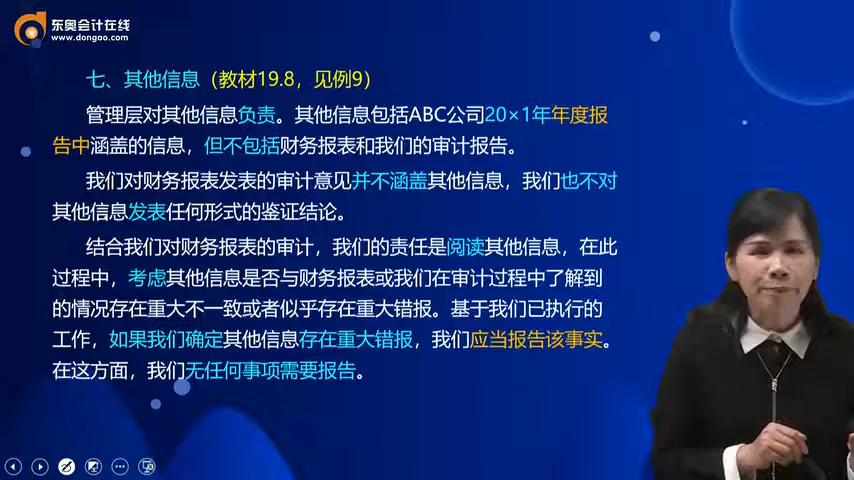 东奥会计在线
www.dongao.com
七、其他信息（教材19.8，见例9）
管理层对其他信息负责。其他信息包括ABC公司20×1年年度报
告中涵盖的信息，但不包括财务报表和我们的审计报告。
我们对财务报表发表的审计意见并不涵盖其他信息，我们也不对
其他信息发表任何形式的鉴证结论。
结合我们对财务报表的审计，我们的责任是阅读其他信息，在此
过程中，考虑其他信息是否与财务报表或我们在审计过程中了解到
的情况存在重大不一致或者似乎存在重大错报。基于我们已执行的
工作，如果我们确定其他信息存在重大错报，我们应当报告该事实。
在这方面，我们无任何事项需要报告。